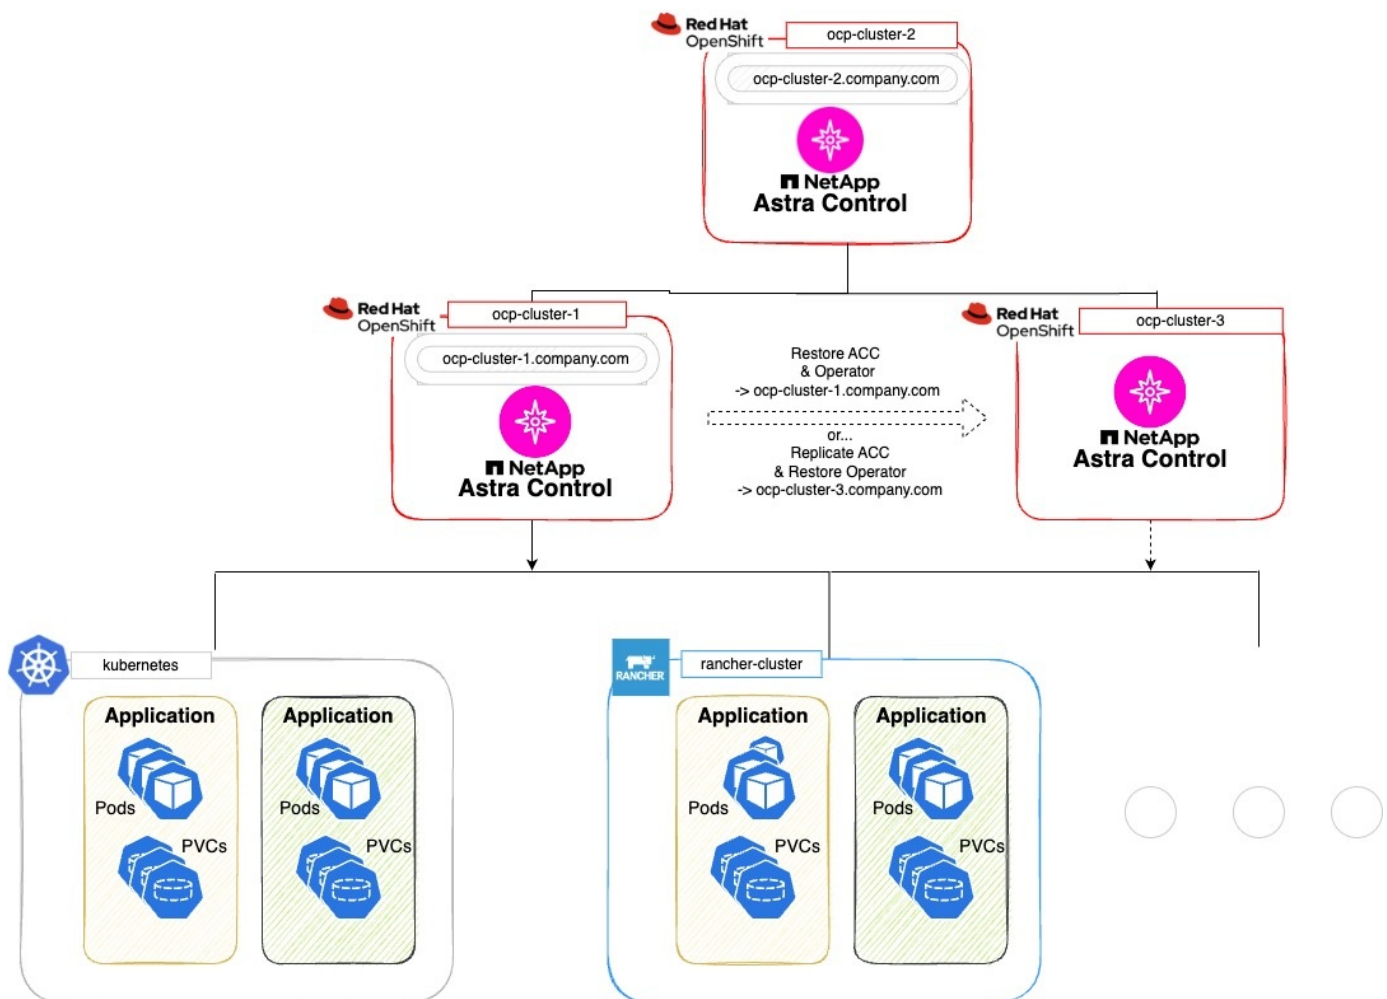 Red Hat
OpenShift
ocp-cluster-2
ocp-cluster-2.company.com
NetApp
Astra Control
Red Hat
OpenShift
ocp-cluster-1
ocp-cluster-1.company.com
NetApp
Astra Control
Restore ACC
& Operator
-> ocp-cluster-1.company.com
or...
Replicate ACC
& Restore Operator
-> ocp-cluster-3.company.com
Red Hat
OpenShift
ocp-cluster-3
NetApp
Astra Control
kubernetes
Application
Pods
PVCs
Application
Pods
PVCs
RANCHER
rancher-cluster
Application
Pods
PVCs
Application
Pods
PVCs